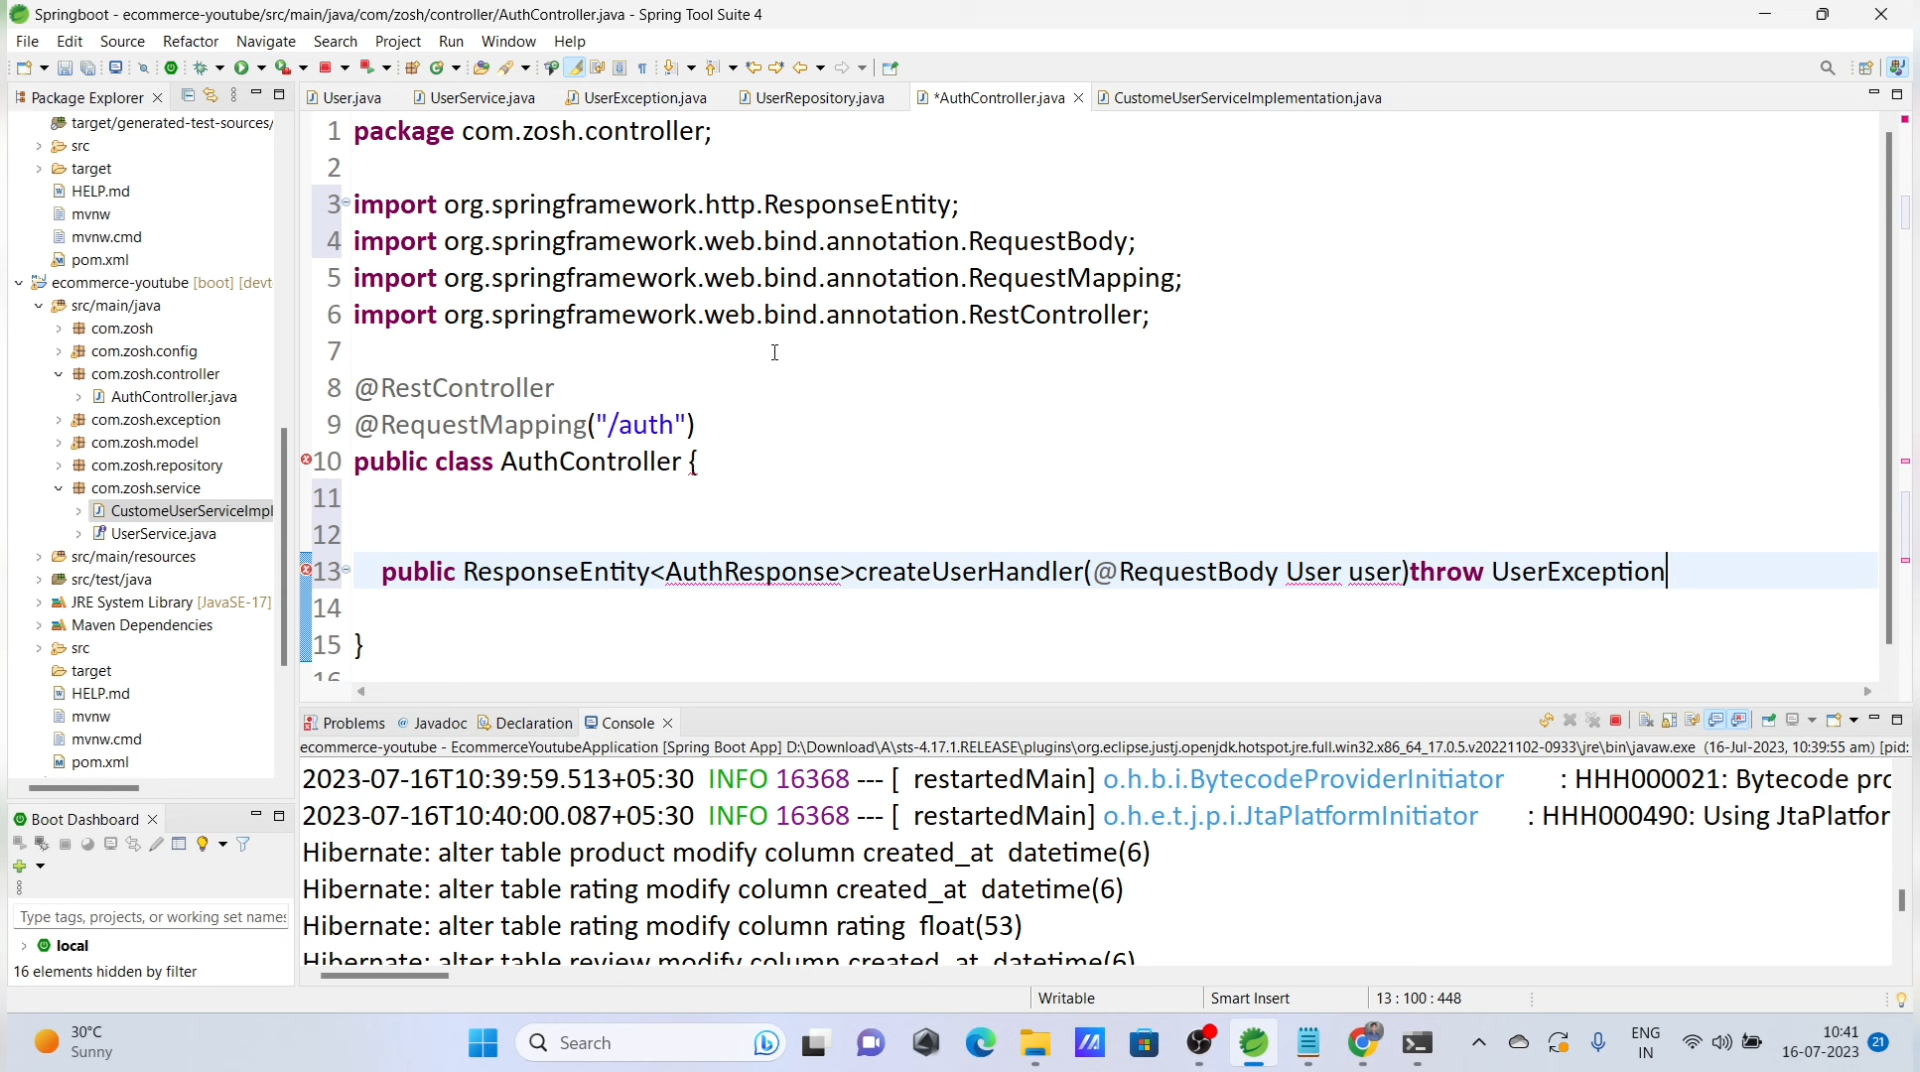 Springboot - ecommerce-youtube/src/main/java/com/zosh/controller/AuthController.java - Spring Tool Suite 4
File Edit Source Refactor Navigate Search Project Run Window Help
Package Explorer
target/generated-test-sources/
src
target
HELP.md
mvnw
mvnw.cmd
pom.xml
ecommerce-youtube [boot] [devt
src/main/java
com.zosh
com.zosh.config
com.zosh.controller
AuthController.java
com.zosh.exception
com.zosh.model
com.zosh.repository
com.zosh.service
CustomeUserServiceImpl
UserService.java
src/main/resources
src/test/java
JRE System Library [JavaSE-17]
Maven Dependencies
src
target
HELP.md
mvnw
mvnw.cmd
pom.xml
User.java UserService.java UserException.java UserRepository.java *AuthController.java CustomeUserServiceImplementation.java
1 package com.zosh.controller;
2
3 import org.springframework.http.ResponseEntity;
4 import org.springframework.web.bind.annotation.RequestBody;
5 import org.springframework.web.bind.annotation.RequestMapping;
6 import org.springframework.web.bind.annotation.RestController;
7
8 @RestController
9 @RequestMapping("/auth")
10 public class AuthController {
11
12
13 public ResponseEntity<AuthResponse>createUserHandler(@RequestBody User user)throw UserException
14
15 }
16
Problems Javadoc Declaration Console
ecommerce-youtube - EcommerceYoutubeApplication [Spring Boot App] D:\Download\A\sts-4.17.1.RELEASE\plugins\org.eclipse.justj.openjdk.hotspot.jre.full.win32.x86_64_17.0.5.v20221102-0933\jre\bin\javaw.exe (16-Jul-2023, 10:39:55 am) [pid:
2023-07-16T10:39:59.513+05:30 INFO 16368 --- [ restartedMain] o.h.b.i.BytecodeProviderInitiator : HHH000021: Bytecode pro
2023-07-16T10:40:00.087+05:30 INFO 16368 --- [ restartedMain] o.h.e.t.j.p.i.JtaPlatformInitiator : HHH000490: Using JtaPlatfor
Hibernate: alter table product modify column created_at datetime(6)
Hibernate: alter table rating modify column created_at datetime(6)
Hibernate: alter table rating modify column rating float(53)
Hibernate: alter table review modify column created_at datetime(6)
Boot Dashboard
Type tags, projects, or working set names
local
16 elements hidden by filter
Writable Smart Insert 13 : 100 : 448
30°C
Sunny
Search
ENG
IN
10:41
16-07-2023
21